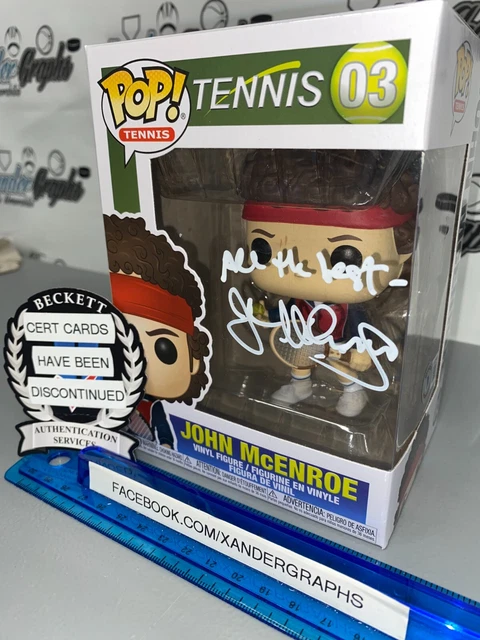 POP!
TENNIS
TENNIS 03
All the best-
BECKETT
CERT CARDS
HAVE BEEN
DISCONTINUED
AUTHENTICATION
SERVICES
JOHN McENROE
VINYL FIGURE / FIGURINE EN VINYLE
FIGURA DE VINIL
FACEBOOK.COM/XANDERGRAPHS